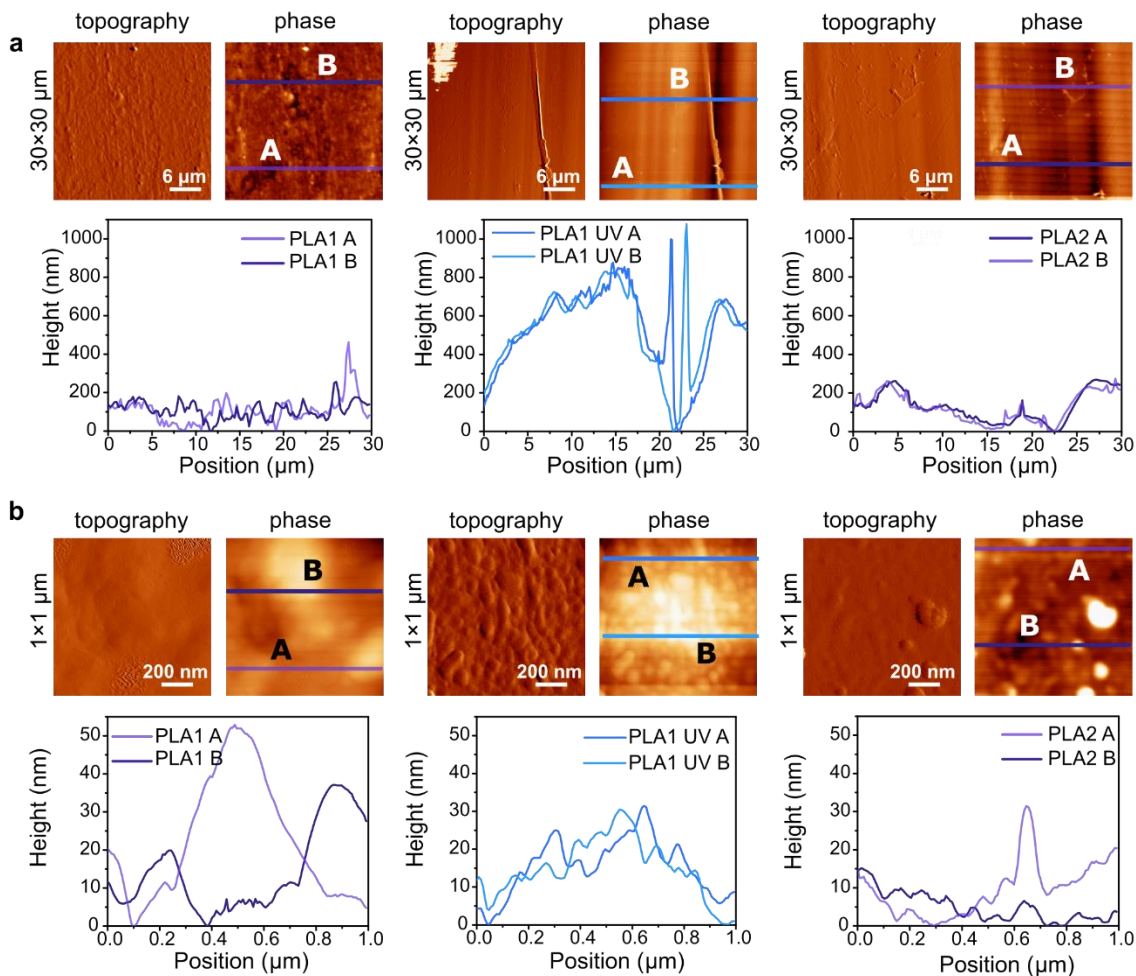 a
topography phase topography phase topography phase
30×30 µm
B
A
6 µm
30×30 µm
B
A
6 µm
30×30 µm
B
A
6 µm
Height (nm)
1000
800
600
400
200
0
PLA1 A
PLA1 B
0 5 10 15 20 25 30
Position (µm)
Height (nm)
1000
800
600
400
200
0
PLA1 UV A
PLA1 UV B
0 5 10 15 20 25 30
Position (µm)
Height (nm)
1000
800
600
400
200
0
PLA2 A
PLA2 B
0 5 10 15 20 25 30
Position (µm)
b
topography phase topography phase topography phase
1×1 µm
B
A
200 nm
1×1 µm
A
B
200 nm
1×1 µm
A
B
200 nm
Height (nm)
50
40
30
20
10
0
PLA1 A
PLA1 B
0.0 0.2 0.4 0.6 0.8 1.0
Position (µm)
Height (nm)
50
40
30
20
10
0
PLA1 UV A
PLA1 UV B
0.0 0.2 0.4 0.6 0.8 1.0
Position (µm)
Height (nm)
50
40
30
20
10
0
PLA2 A
PLA2 B
0.0 0.2 0.4 0.6 0.8 1.0
Position (µm)